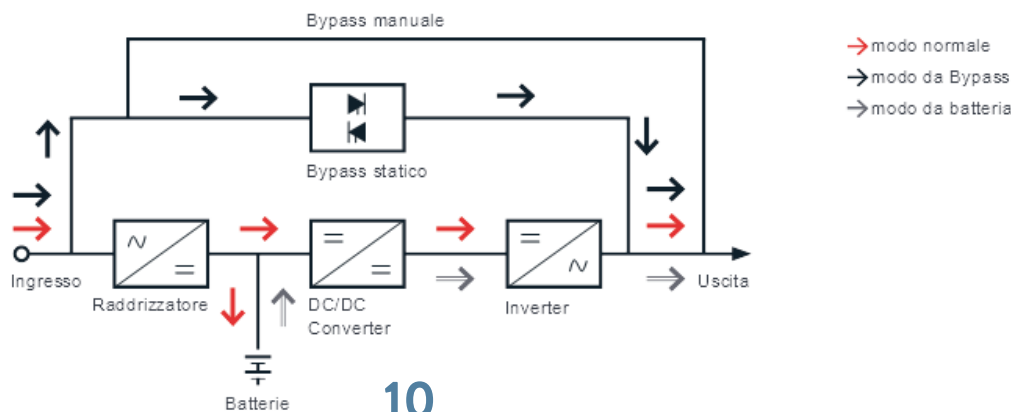 Bypass manuale
modo normale
modo da Bypass
modo da batteria
Bypass statico
Ingresso
Raddrizzatore
DC/DC
Converter
Inverter
Uscita
Batterie
10